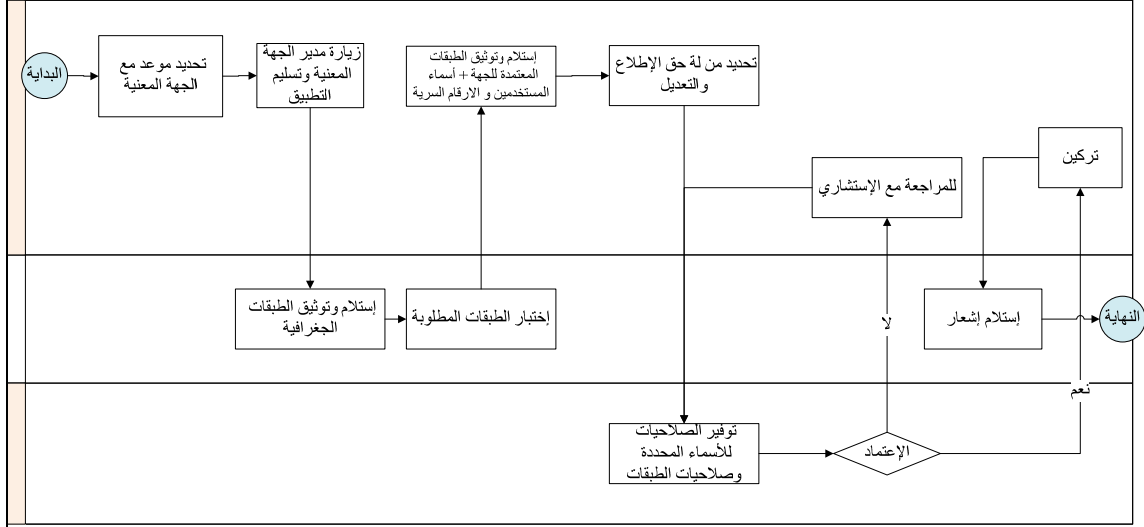 البداية
تحديد موعد مع
الجهة المعنية
زيارة مدير الجهة
المعنية وتسليم
التطبيق
إستلام وتوثيق الطبقات
المعتمدة للجهة + أسماء
المستخدمين و الارقام السرية
تحديد من لة حق الإطلاع
والتعديل
للمراجعة مع الإستشاري
تركين
إستلام وتوثيق الطبقات
الجغرافية
إختبار الطبقات المطلوبة
لا
إستلام إشعار
النهاية
نعم
توفير الصلاحيات
للأسماء المحددة
وصلاحيات الطبقات
الإعتماد